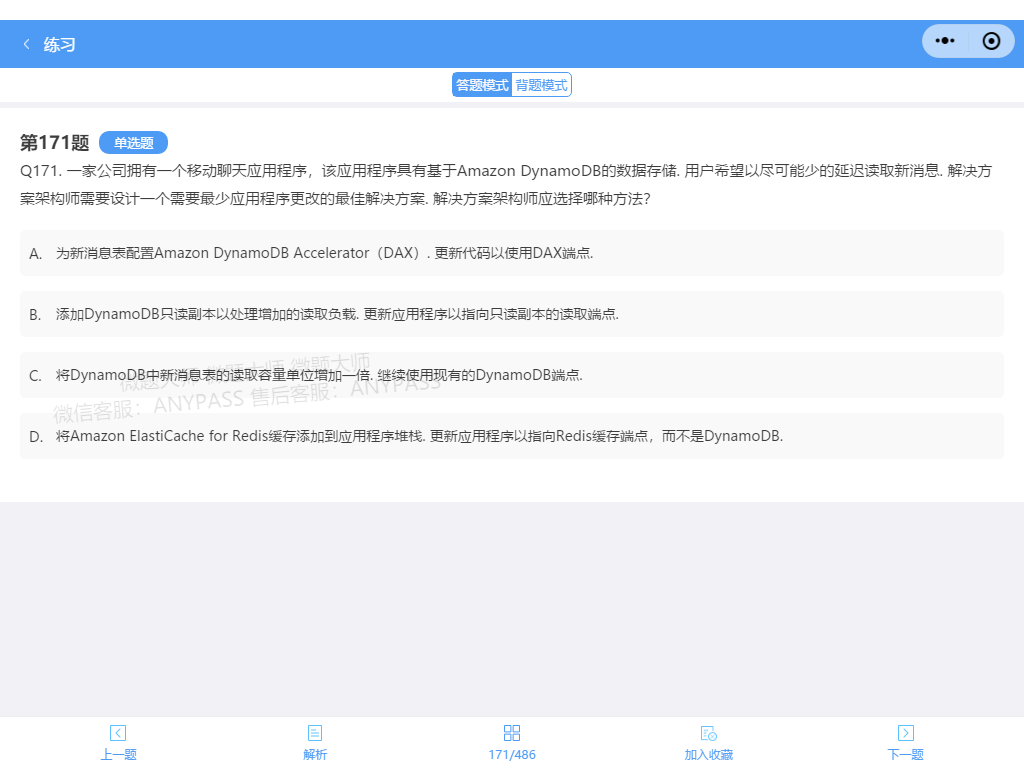 练习
答题模式 背题模式
第171题 单选题
Q171. 一家公司拥有一个移动聊天应用程序，该应用程序具有基于Amazon DynamoDB的数据存储. 用户希望以尽可能少的延迟读取新消息. 解决方
案架构师需要设计一个需要最少应用程序更改的最佳解决方案. 解决方案架构师应选择哪种方法?
A. 为新消息表配置Amazon DynamoDB Accelerator（DAX）. 更新代码以使用DAX端点.
B. 添加DynamoDB只读副本以处理增加的读取负载. 更新应用程序以指向只读副本的读取端点.
微题大师 微题大师 微题大师
C. 将DynamoDB中新消息表的读取容量单位增加一倍. 继续使用现有的DynamoDB端点.
微信客服：ANYPASS 售后客服：ANYPASS
D. 将Amazon ElastiCache for Redis缓存添加到应用程序堆栈. 更新应用程序以指向Redis缓存端点，而不是DynamoDB.
上一题 解析 171/486 加入收藏 下一题